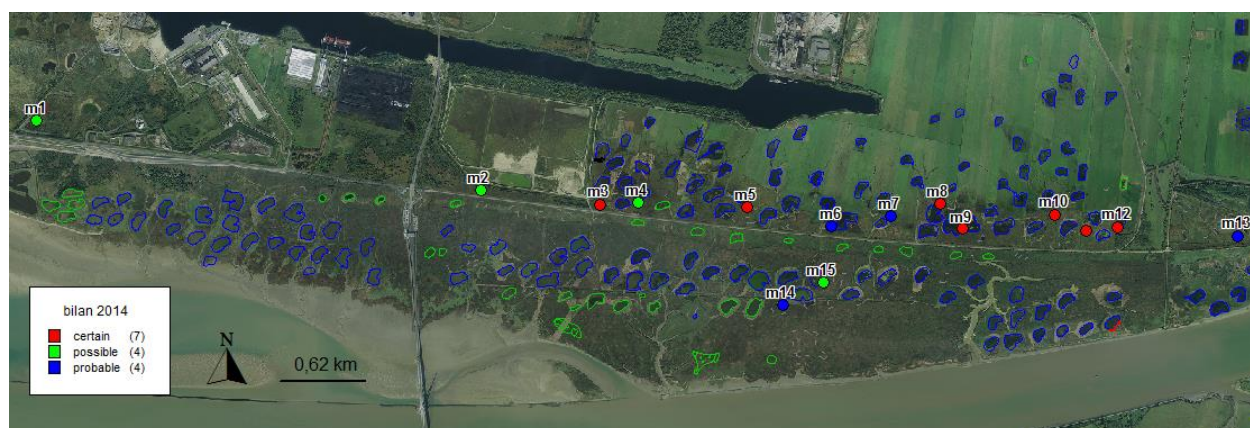 m1
m2
m3
m4
m5
m6
m7
m8
m9
m10
m12
m13
m14
m15
bilan 2014
certain (7)
possible (4)
probable (4)
N
0,62 km